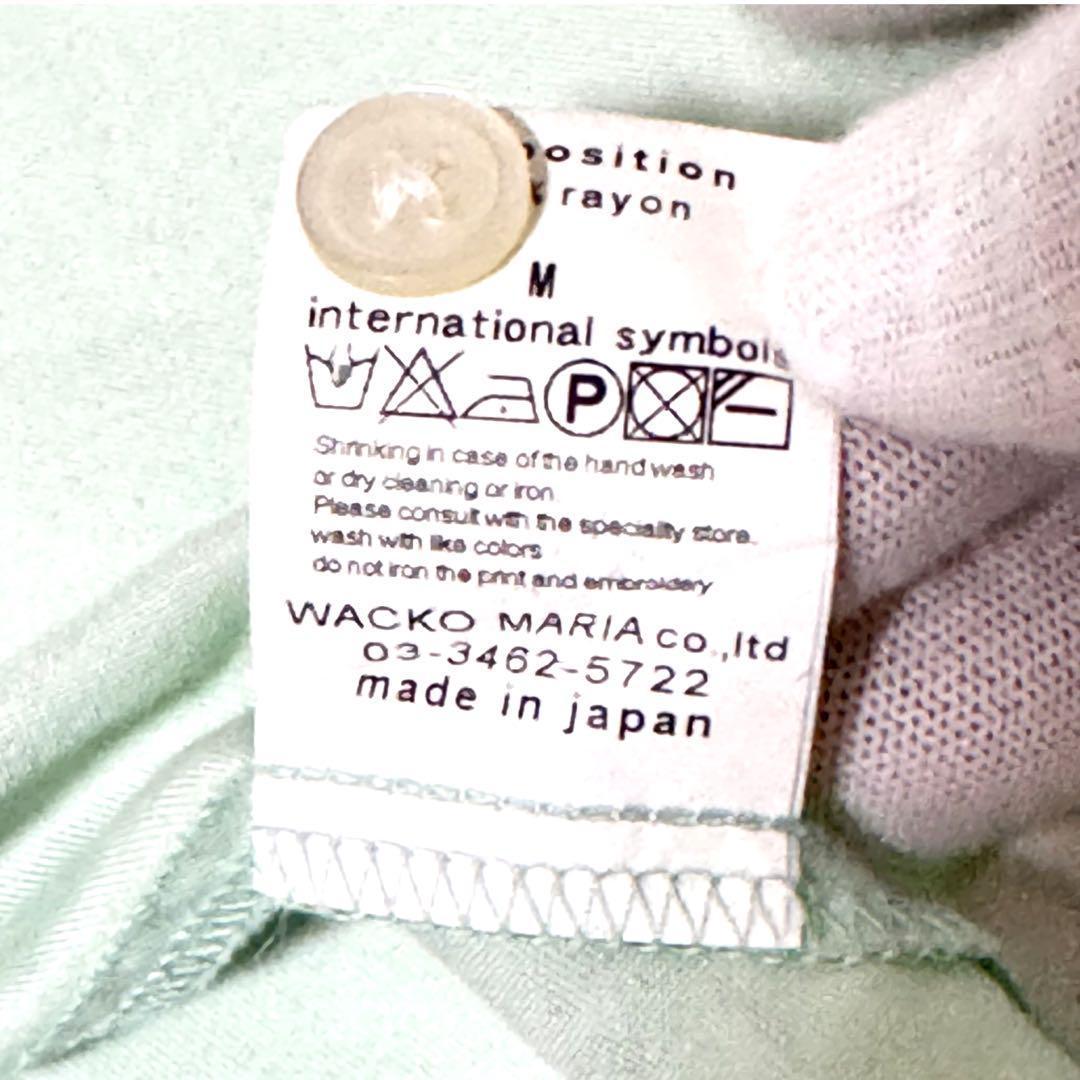 position
rayon
M
international symbols
P
Shrinking in case of the hand wash
or dry cleaning or iron.
Please consult with the specialty store.
wash with like colors
do not iron the print and embroidery
WACKO MARIA co.,ltd
03-3462-5722
made in japan